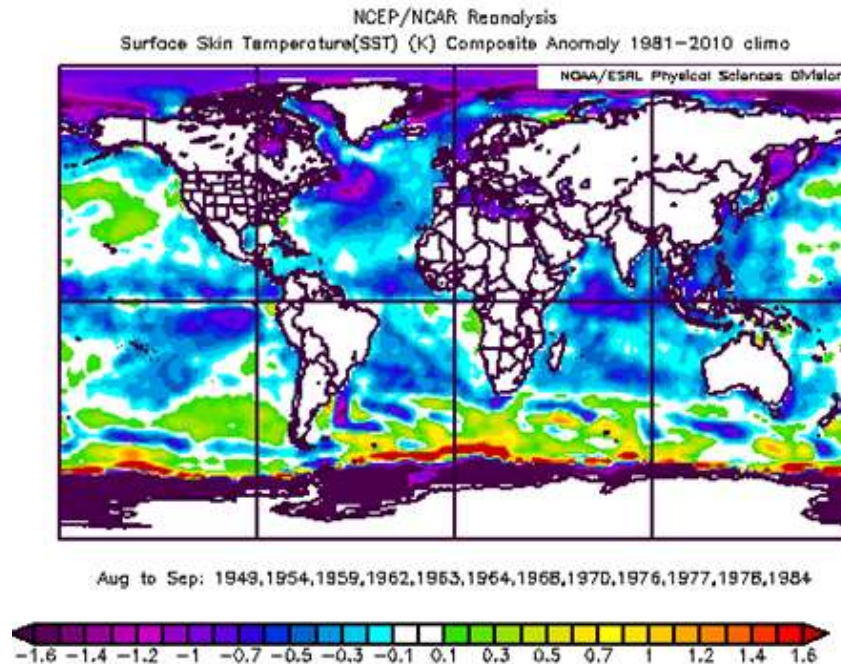 NCEP/NCAR Reanalysis
Surface Skin Temperature(SST) (K) Composite Anomaly 1981-2010 climo
NOAA/ESRL Physical Sciences Division
Aug to Sep: 1949,1954,1959,1962,1963,1964,1968,1970,1976,1977,1978,1984
-1.6 -1.4 -1.2 -1 -0.7 -0.5 -0.3 -0.1 0.1 0.3 0.5 0.7 1 1.2 1.4 1.6